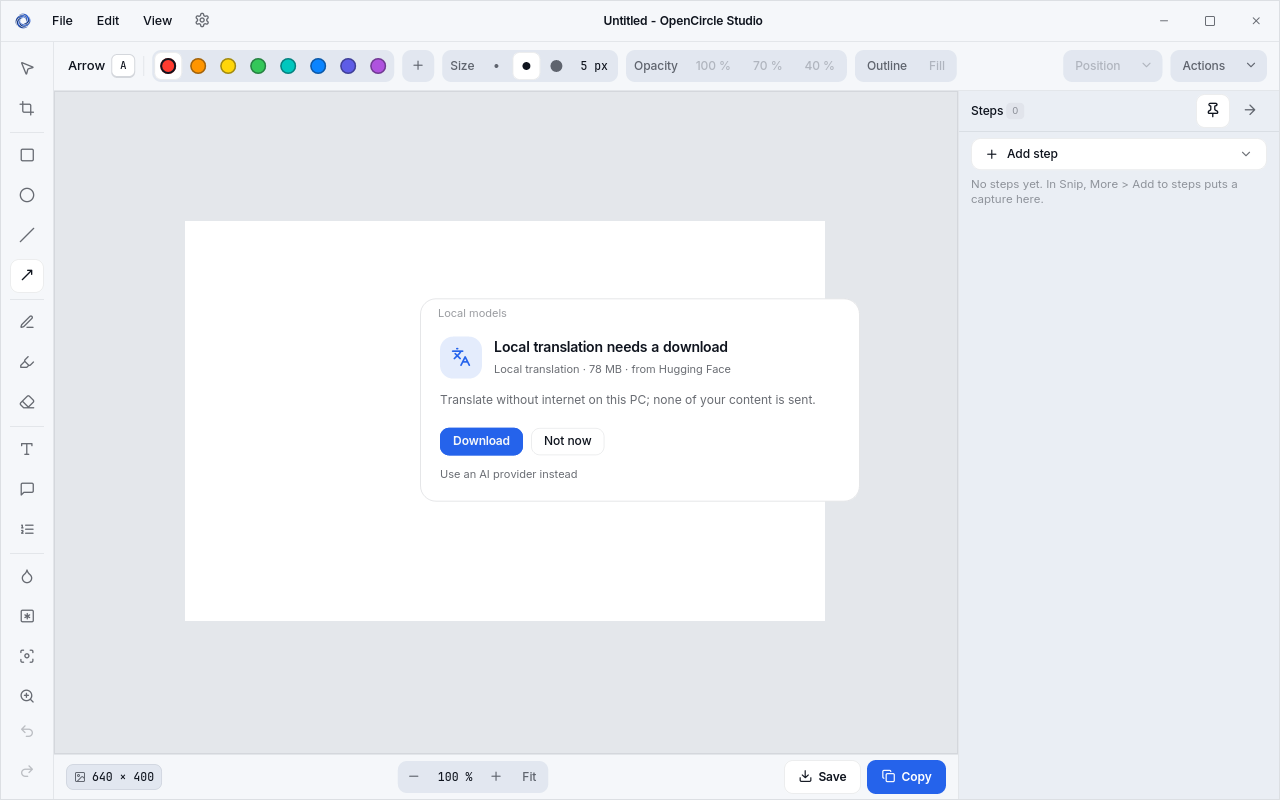 File Edit View
Untitled - OpenCircle Studio
Arrow A
Size 5 px
Opacity 100 % 70 % 40 %
Outline Fill
Position
Actions
Steps 0
Add step
No steps yet. In Snip, More > Add to steps puts a
capture here.
Local models
Local translation needs a download
Local translation · 78 MB · from Hugging Face
Translate without internet on this PC; none of your content is sent.
Download Not now
Use an AI provider instead
640 × 400
100 %
Fit
Save
Copy